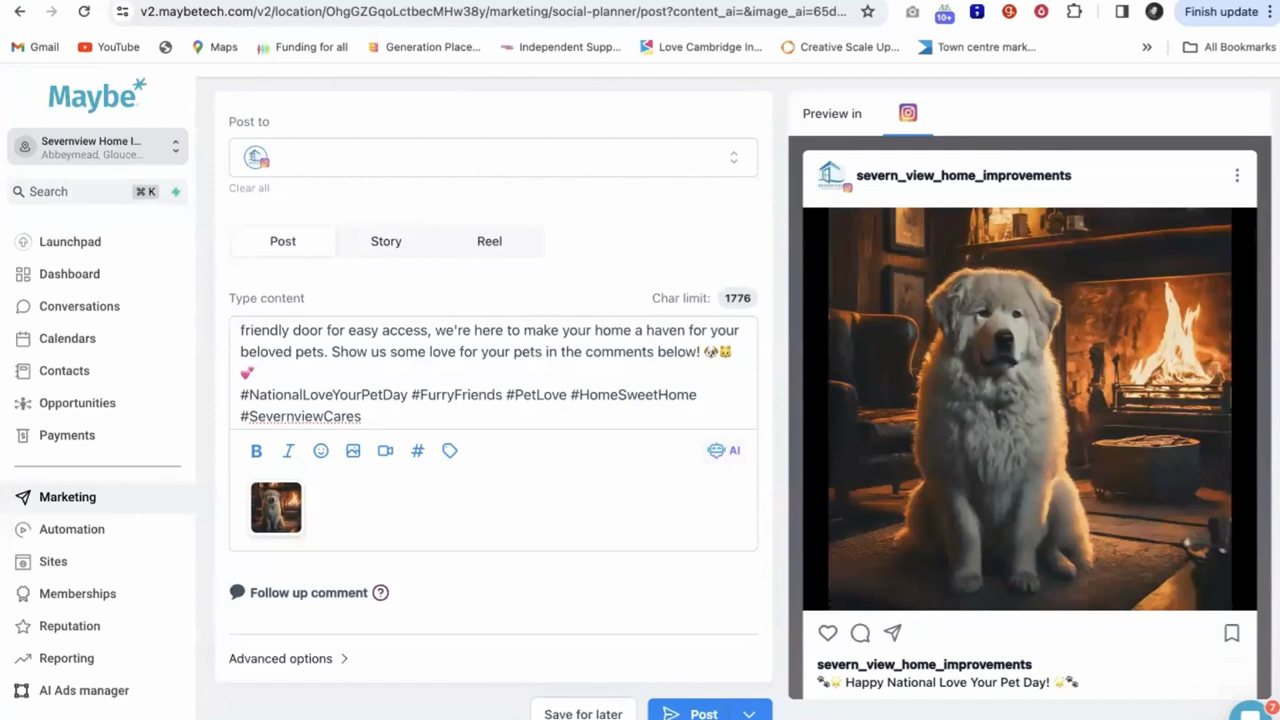 v2.maybetech.com/v2/location/OhgGZGqoLctbecMHw38y/marketing/social-planner/post?content_ai=&image_ai=65d...
10+
Finish update
Gmail
YouTube
Maps
Funding for all
Generation Place...
Independent Supp...
Love Cambridge In...
Creative Scale Up...
Town centre mark...
»
All Bookmarks
Maybe*
Severnview Home I...
Abbeymead, Glouce...
Search
⌘ K
Launchpad
Dashboard
Conversations
Calendars
Contacts
Opportunities
Payments
Marketing
Automation
Sites
Memberships
Reputation
Reporting
AI Ads manager
Post to
Clear all
Post
Story
Reel
Type content
Char limit: 1776
friendly door for easy access, we're here to make your home a haven for your
beloved pets. Show us some love for your pets in the comments below! 🐶🐱
💕
#NationalLoveYourPetDay #FurryFriends #PetLove #HomeSweetHome
#SevernviewCares
B I #
AI
Follow up comment ?
Advanced options
Save for later
Post
Preview in
severn_view_home_improvements
severn_view_home_improvements
🐾🌟 Happy National Love Your Pet Day! 🌟🐾
7